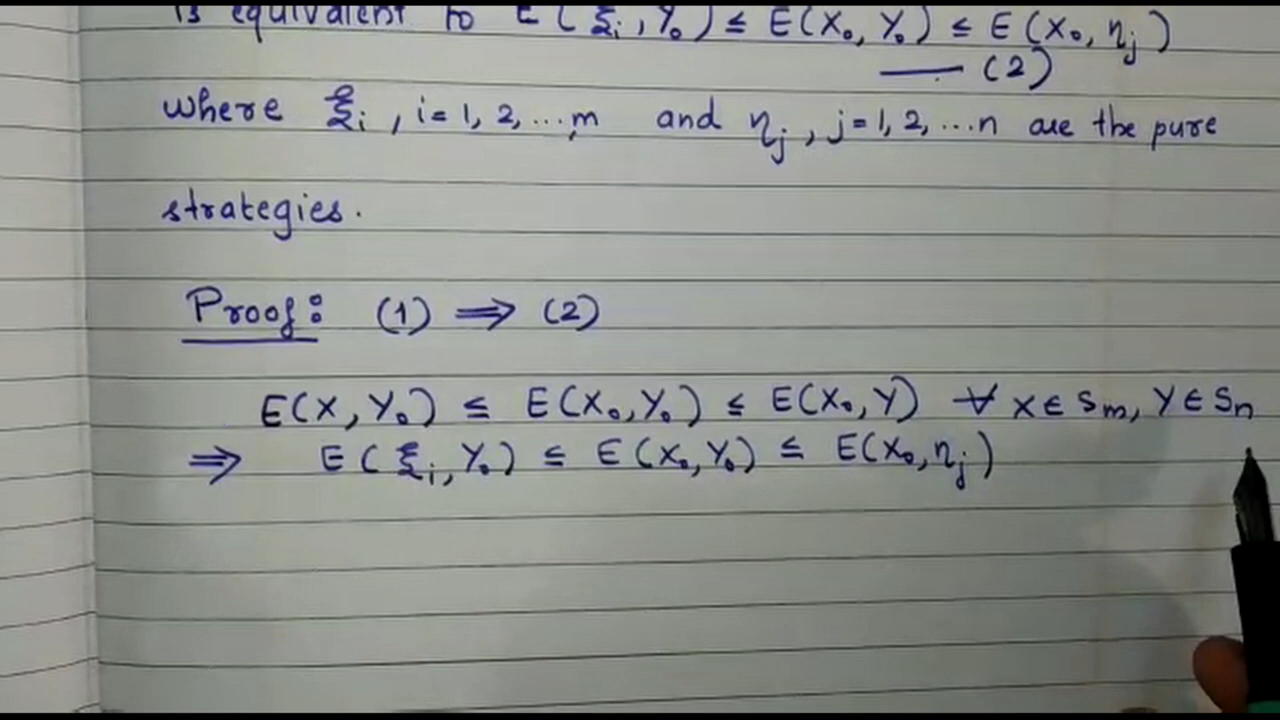 is equivalent to E(ξi, Y₀) ≤ E(X₀, Y₀) ≤ E(X₀, ηj)
—— (2)
where ξi, i=1, 2, ...m and ηj, j=1, 2, ...n are the pure
strategies.
Proof: (1) ⟹ (2)
E(X, Y₀) ≤ E(X₀, Y₀) ≤ E(X₀, Y) ∀ X ∈ Sm, Y ∈ Sn
⟹ E(ξi, Y₀) ≤ E(X₀, Y₀) ≤ E(X₀, ηj)